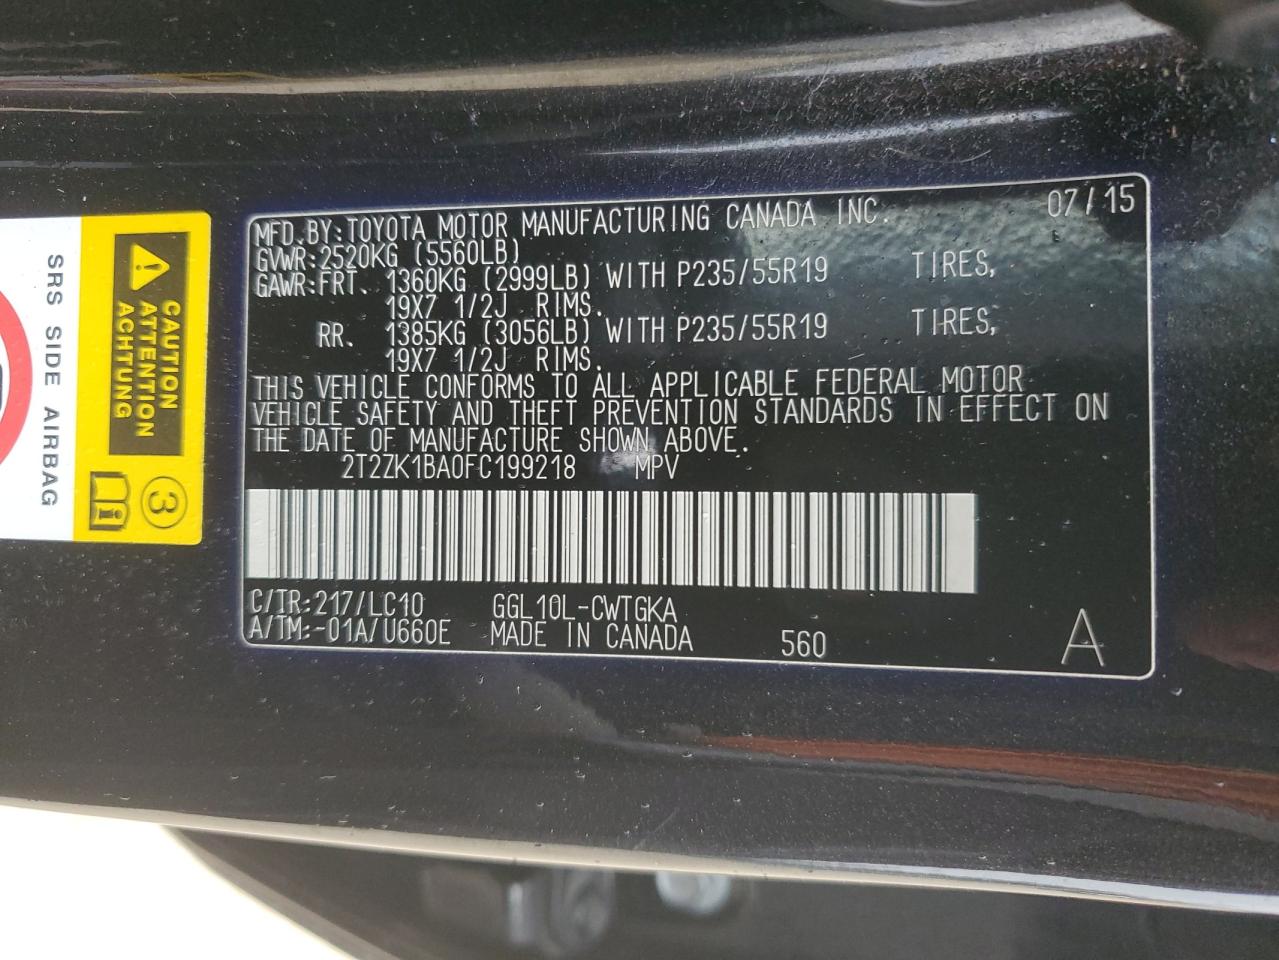 MFD.BY:TOYOTA MOTOR MANUFACTURING CANADA INC. 07/15
GVWR:2520KG (5560LB)
GAWR:FRT. 1360KG (2999LB) WITH P235/55R19 TIRES,
19X7 1/2J RIMS.
RR. 1385KG (3056LB) WITH P235/55R19 TIRES,
19X7 1/2J RIMS.
THIS VEHICLE CONFORMS TO ALL APPLICABLE FEDERAL MOTOR
VEHICLE SAFETY AND THEFT PREVENTION STANDARDS IN EFFECT ON
THE DATE OF MANUFACTURE SHOWN ABOVE.
2T2ZK1BA0FC199218 MPV
C/TR:217/LC10 GGL10L-CWTGKA
A/TM:-01A/U660E MADE IN CANADA 560 A
CAUTION
ATTENTION
ACHTUNG
3
SRS SIDE AIRBAG